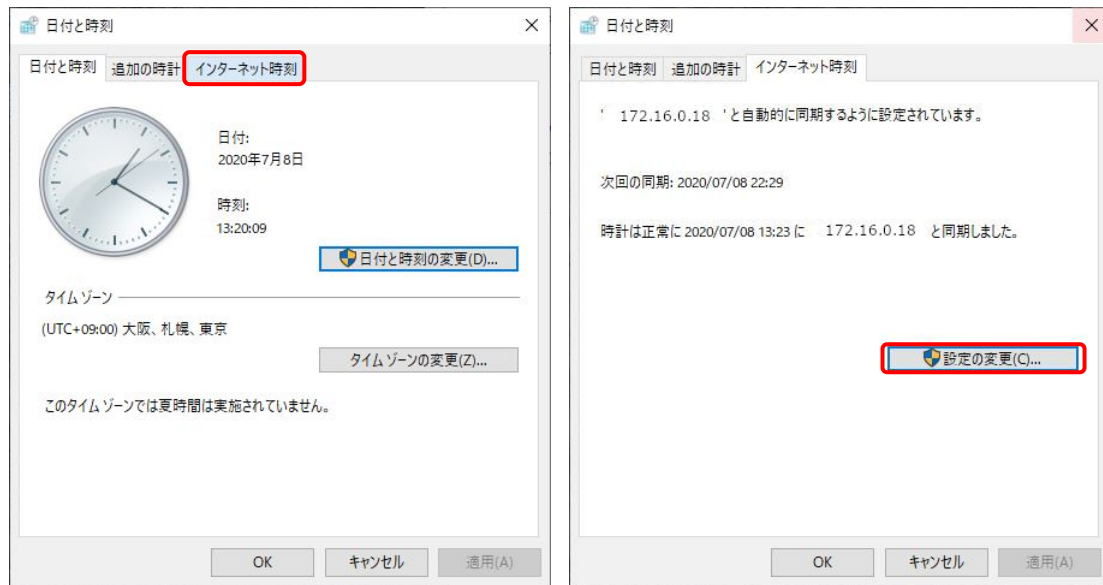 日付と時刻
日付と時刻 追加の時計 インターネット時刻
日付:
2020年7月8日
時刻:
13:20:09
日付と時刻の変更(D)...
タイム ゾーン
(UTC+09:00) 大阪、札幌、東京
タイム ゾーンの変更(Z)...
このタイム ゾーンでは夏時間は実施されていません。
OK キャンセル 適用(A)
日付と時刻
日付と時刻 追加の時計 インターネット時刻
' 172.16.0.18 'と自動的に同期するように設定されています。
次回の同期: 2020/07/08 22:29
時計は正常に 2020/07/08 13:23 に 172.16.0.18 と同期しました。
設定の変更(C)...
OK キャンセル 適用(A)